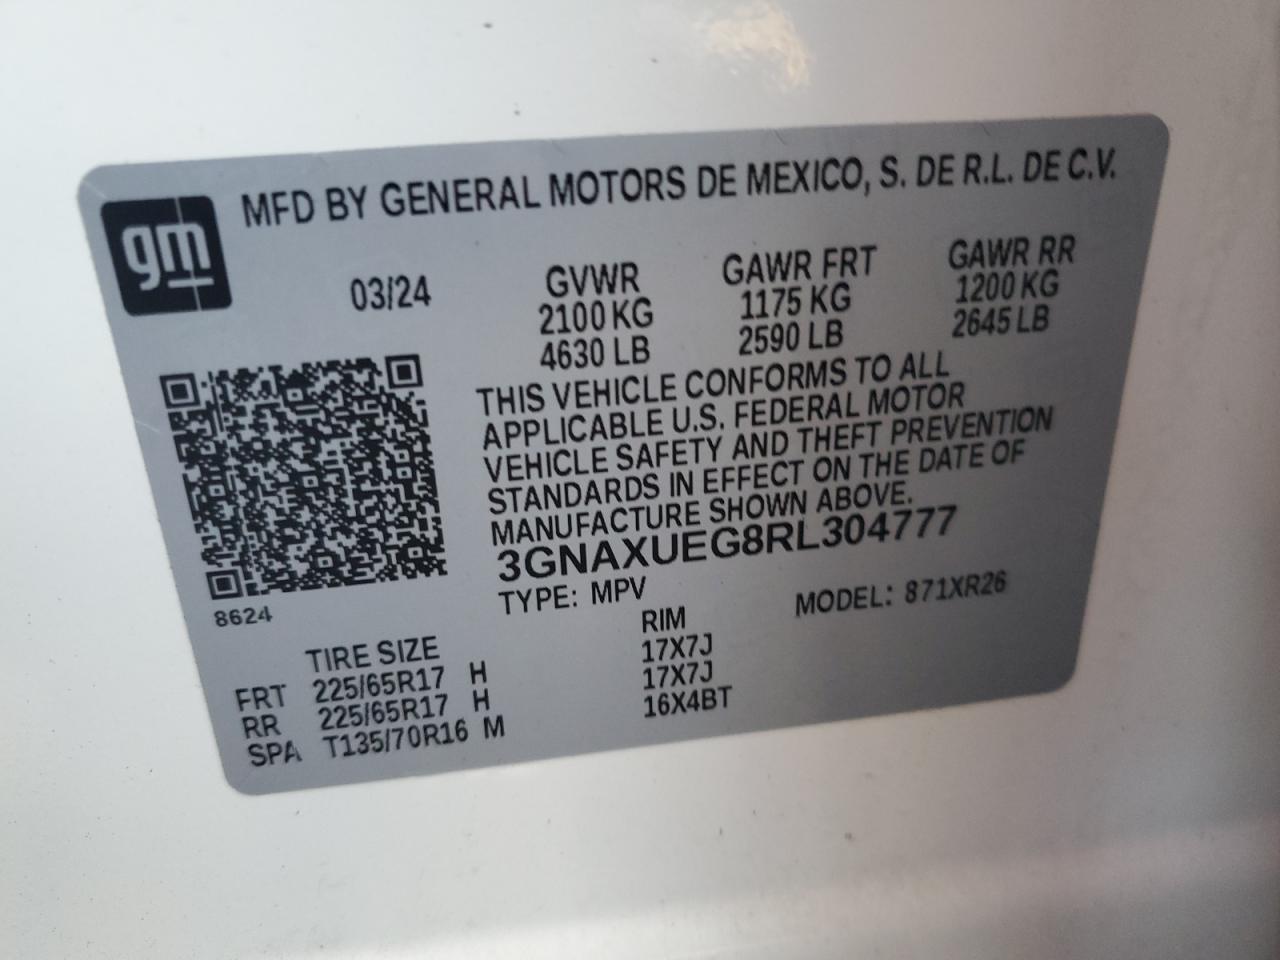 gm MFD BY GENERAL MOTORS DE MEXICO, S. DE R.L. DE C.V.
03/24 GVWR GAWR FRT GAWR RR
2100 KG 1175 KG 1200 KG
4630 LB 2590 LB 2645 LB
THIS VEHICLE CONFORMS TO ALL
APPLICABLE U.S. FEDERAL MOTOR
VEHICLE SAFETY AND THEFT PREVENTION
STANDARDS IN EFFECT ON THE DATE OF
MANUFACTURE SHOWN ABOVE.
3GNAXUEG8RL304777
TYPE: MPV MODEL: 871XR26
8624
TIRE SIZE RIM
FRT 225/65R17 H 17X7J
RR 225/65R17 H 17X7J
SPA T135/70R16 M 16X4BT